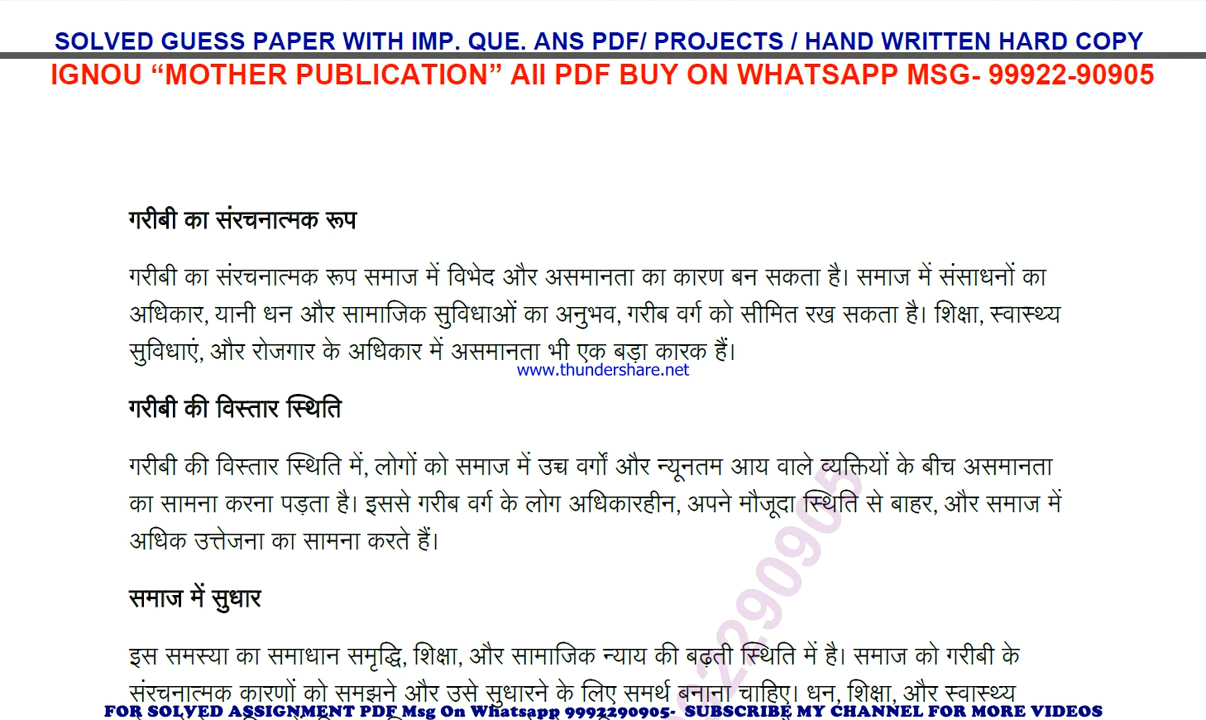 SOLVED GUESS PAPER WITH IMP. QUE. ANS PDF/ PROJECTS / HAND WRITTEN HARD COPY
IGNOU “MOTHER PUBLICATION” All PDF BUY ON WHATSAPP MSG- 99922-90905
गरीबी का संरचनात्मक रूप
गरीबी का संरचनात्मक रूप समाज में विभेद और असमानता का कारण बन सकता है। समाज में संसाधनों का
अधिकार, यानी धन और सामाजिक सुविधाओं का अनुभव, गरीब वर्ग को सीमित रख सकता है। शिक्षा, स्वास्थ्य
सुविधाएं, और रोजगार के अधिकार में असमानता भी एक बड़ा कारक हैं।
www.thundershare.net
गरीबी की विस्तार स्थिति
गरीबी की विस्तार स्थिति में, लोगों को समाज में उच्च वर्गों और न्यूनतम आय वाले व्यक्तियों के बीच असमानता
का सामना करना पड़ता है। इससे गरीब वर्ग के लोग अधिकारहीन, अपने मौजूदा स्थिति से बाहर, और समाज में
अधिक उत्तेजना का सामना करते हैं।
समाज में सुधार
इस समस्या का समाधान समृद्धि, शिक्षा, और सामाजिक न्याय की बढ़ती स्थिति में है। समाज को गरीबी के
संरचनात्मक कारणों को समझने और उसे सुधारने के लिए समर्थ बनाना चाहिए। धन, शिक्षा, और स्वास्थ्य
FOR SOLVED ASSIGNMENT PDF Msg On Whatsapp 9992290905- SUBSCRIBE MY CHANNEL FOR MORE VIDEOS